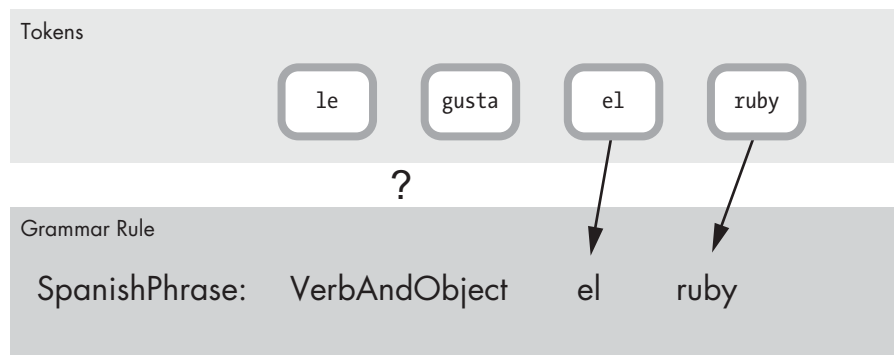 Tokens
le gusta el ruby
?
Grammar Rule
SpanishPhrase: VerbAndObject el ruby